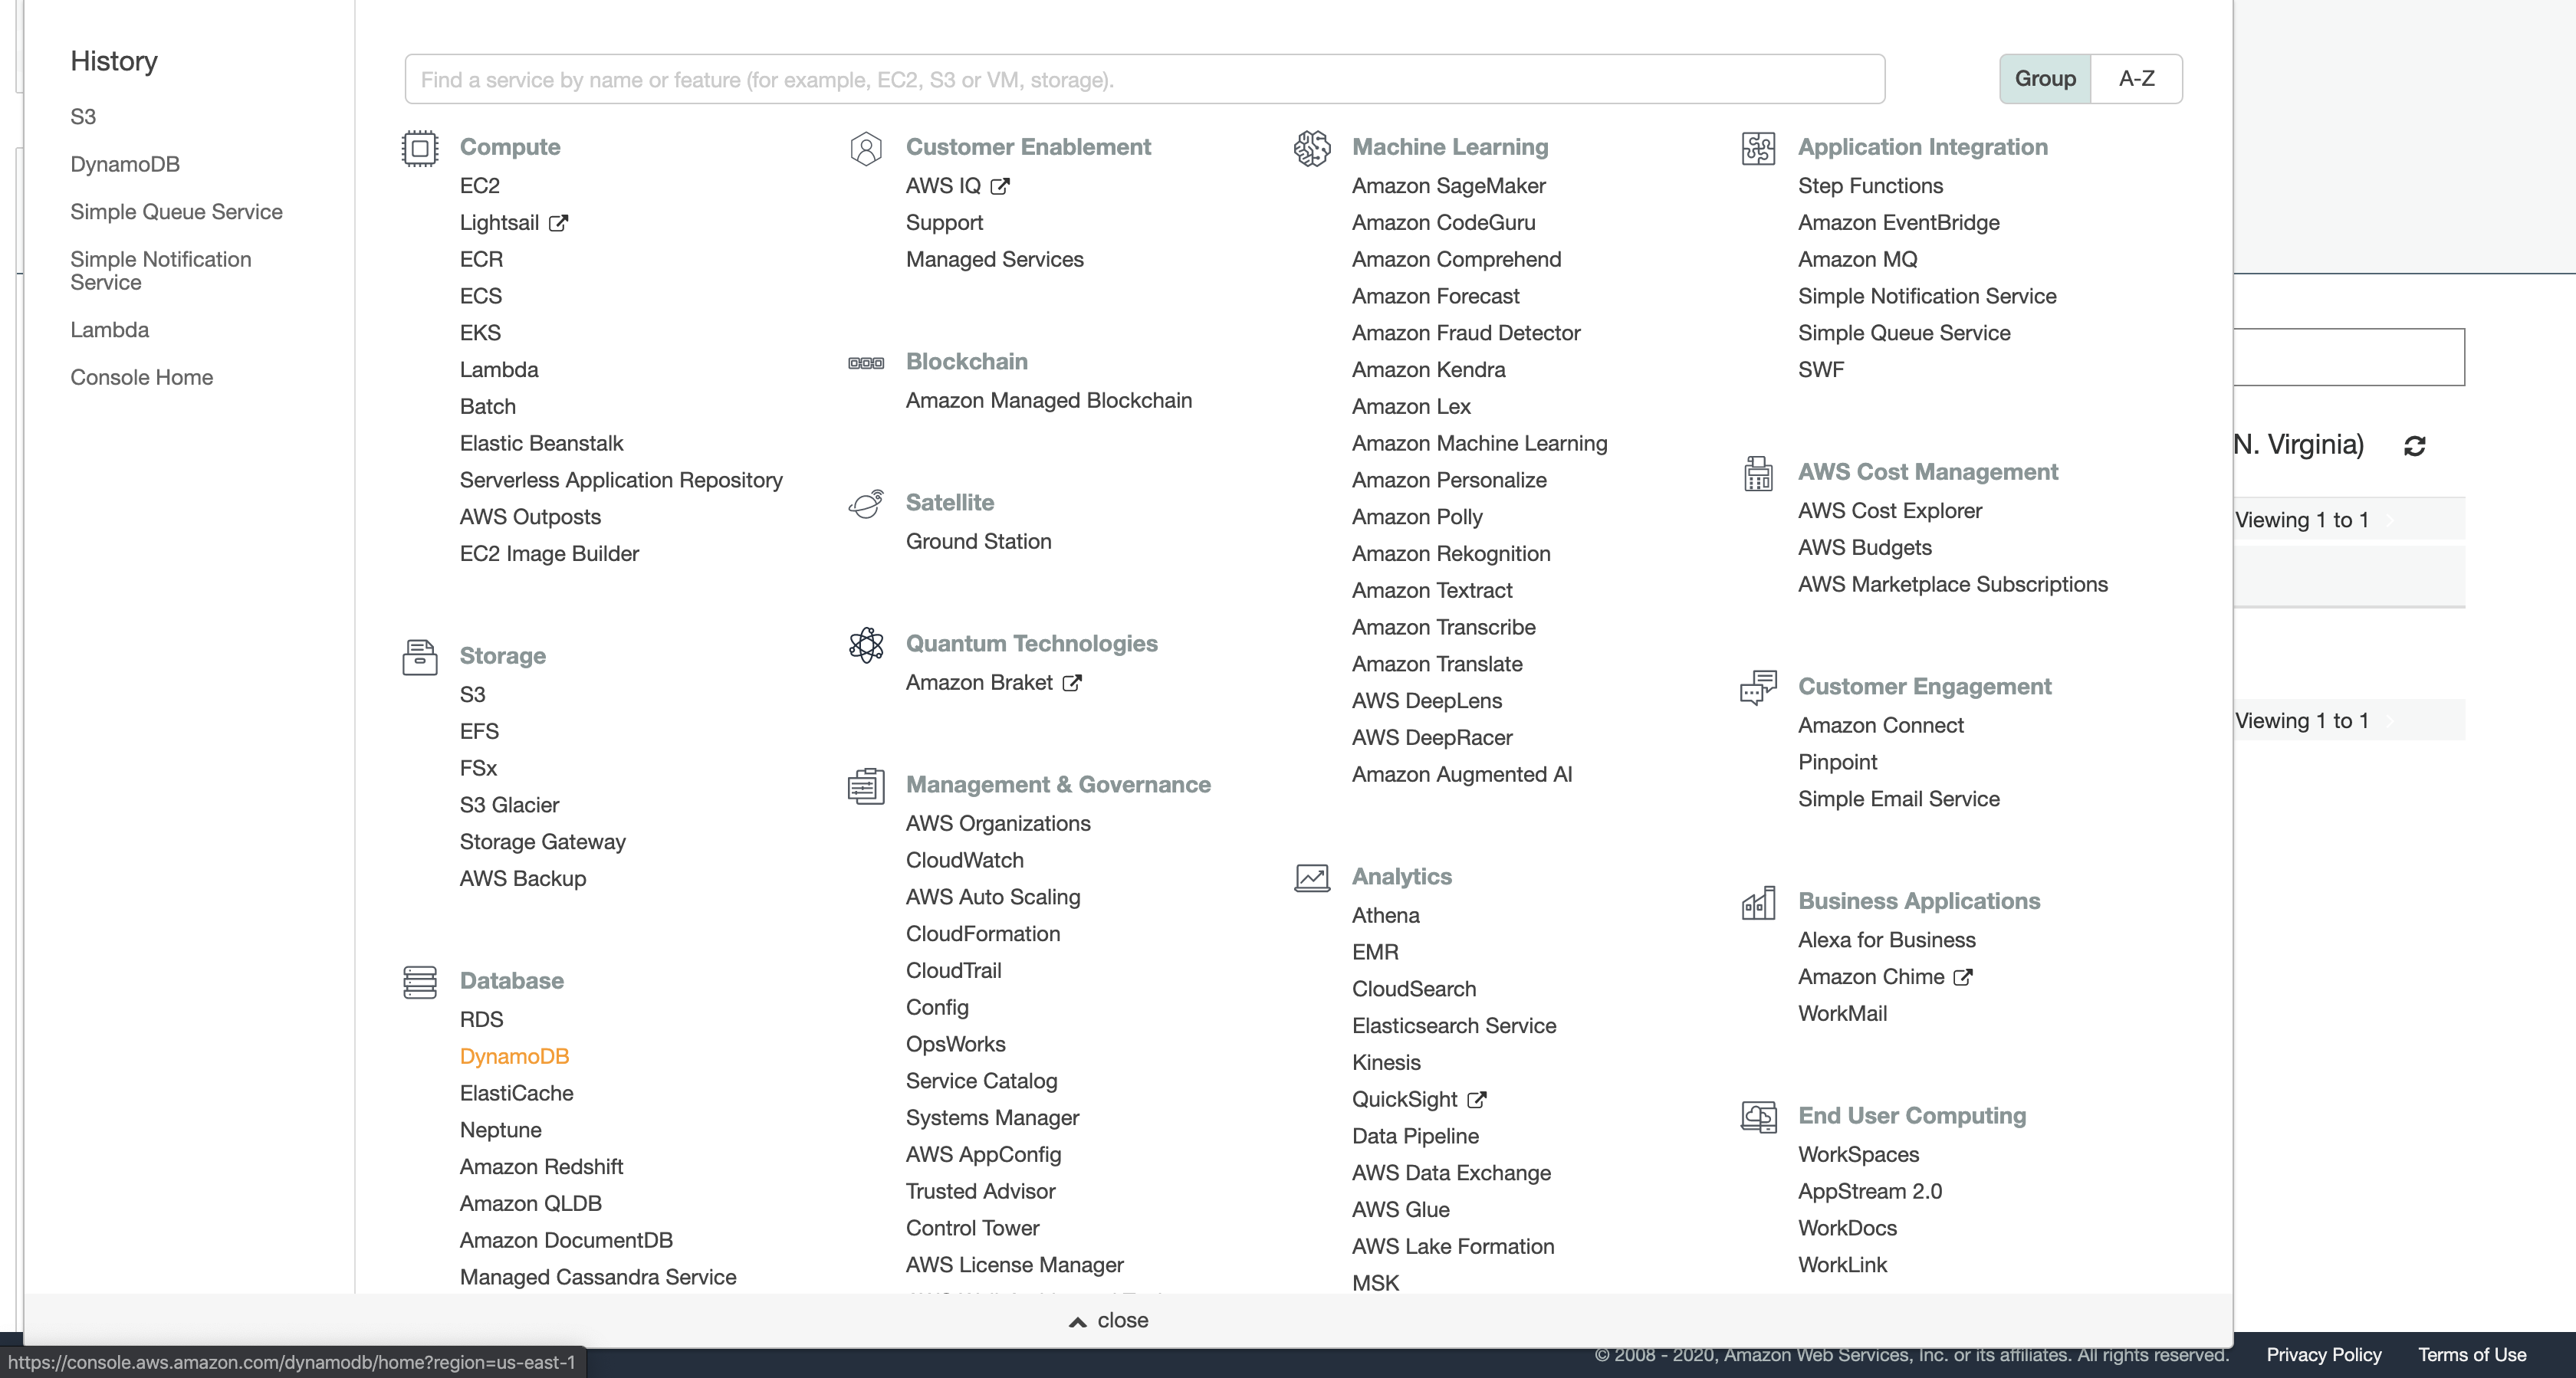 History
S3
DynamoDB
Simple Queue Service
Simple Notification
Service
Lambda
Console Home
Find a service by name or feature (for example, EC2, S3 or VM, storage).
Group
A-Z
Compute
EC2
Lightsail
ECR
ECS
EKS
Lambda
Batch
Elastic Beanstalk
Serverless Application Repository
AWS Outposts
EC2 Image Builder
Storage
S3
EFS
FSx
S3 Glacier
Storage Gateway
AWS Backup
Database
RDS
DynamoDB
ElastiCache
Neptune
Amazon Redshift
Amazon QLDB
Amazon DocumentDB
Managed Cassandra Service
Customer Enablement
AWS IQ
Support
Managed Services
Blockchain
Amazon Managed Blockchain
Satellite
Ground Station
Quantum Technologies
Amazon Braket
Management & Governance
AWS Organizations
CloudWatch
AWS Auto Scaling
CloudFormation
CloudTrail
Config
OpsWorks
Service Catalog
Systems Manager
AWS AppConfig
Trusted Advisor
Control Tower
AWS License Manager
Machine Learning
Amazon SageMaker
Amazon CodeGuru
Amazon Comprehend
Amazon Forecast
Amazon Fraud Detector
Amazon Kendra
Amazon Lex
Amazon Machine Learning
Amazon Personalize
Amazon Polly
Amazon Rekognition
Amazon Textract
Amazon Transcribe
Amazon Translate
AWS DeepLens
AWS DeepRacer
Amazon Augmented AI
Analytics
Athena
EMR
CloudSearch
Elasticsearch Service
Kinesis
QuickSight
Data Pipeline
AWS Data Exchange
AWS Glue
AWS Lake Formation
MSK
Application Integration
Step Functions
Amazon EventBridge
Amazon MQ
Simple Notification Service
Simple Queue Service
SWF
AWS Cost Management
AWS Cost Explorer
AWS Budgets
AWS Marketplace Subscriptions
Customer Engagement
Amazon Connect
Pinpoint
Simple Email Service
Business Applications
Alexa for Business
Amazon Chime
WorkMail
End User Computing
WorkSpaces
AppStream 2.0
WorkDocs
WorkLink
N. Virginia)
Viewing 1 to 1
Viewing 1 to 1
close
https://console.aws.amazon.com/dynamodb/home?region=us-east-1
© 2008 - 2020, Amazon Web Services, Inc. or its affiliates. All rights reserved.
Privacy Policy
Terms of Use